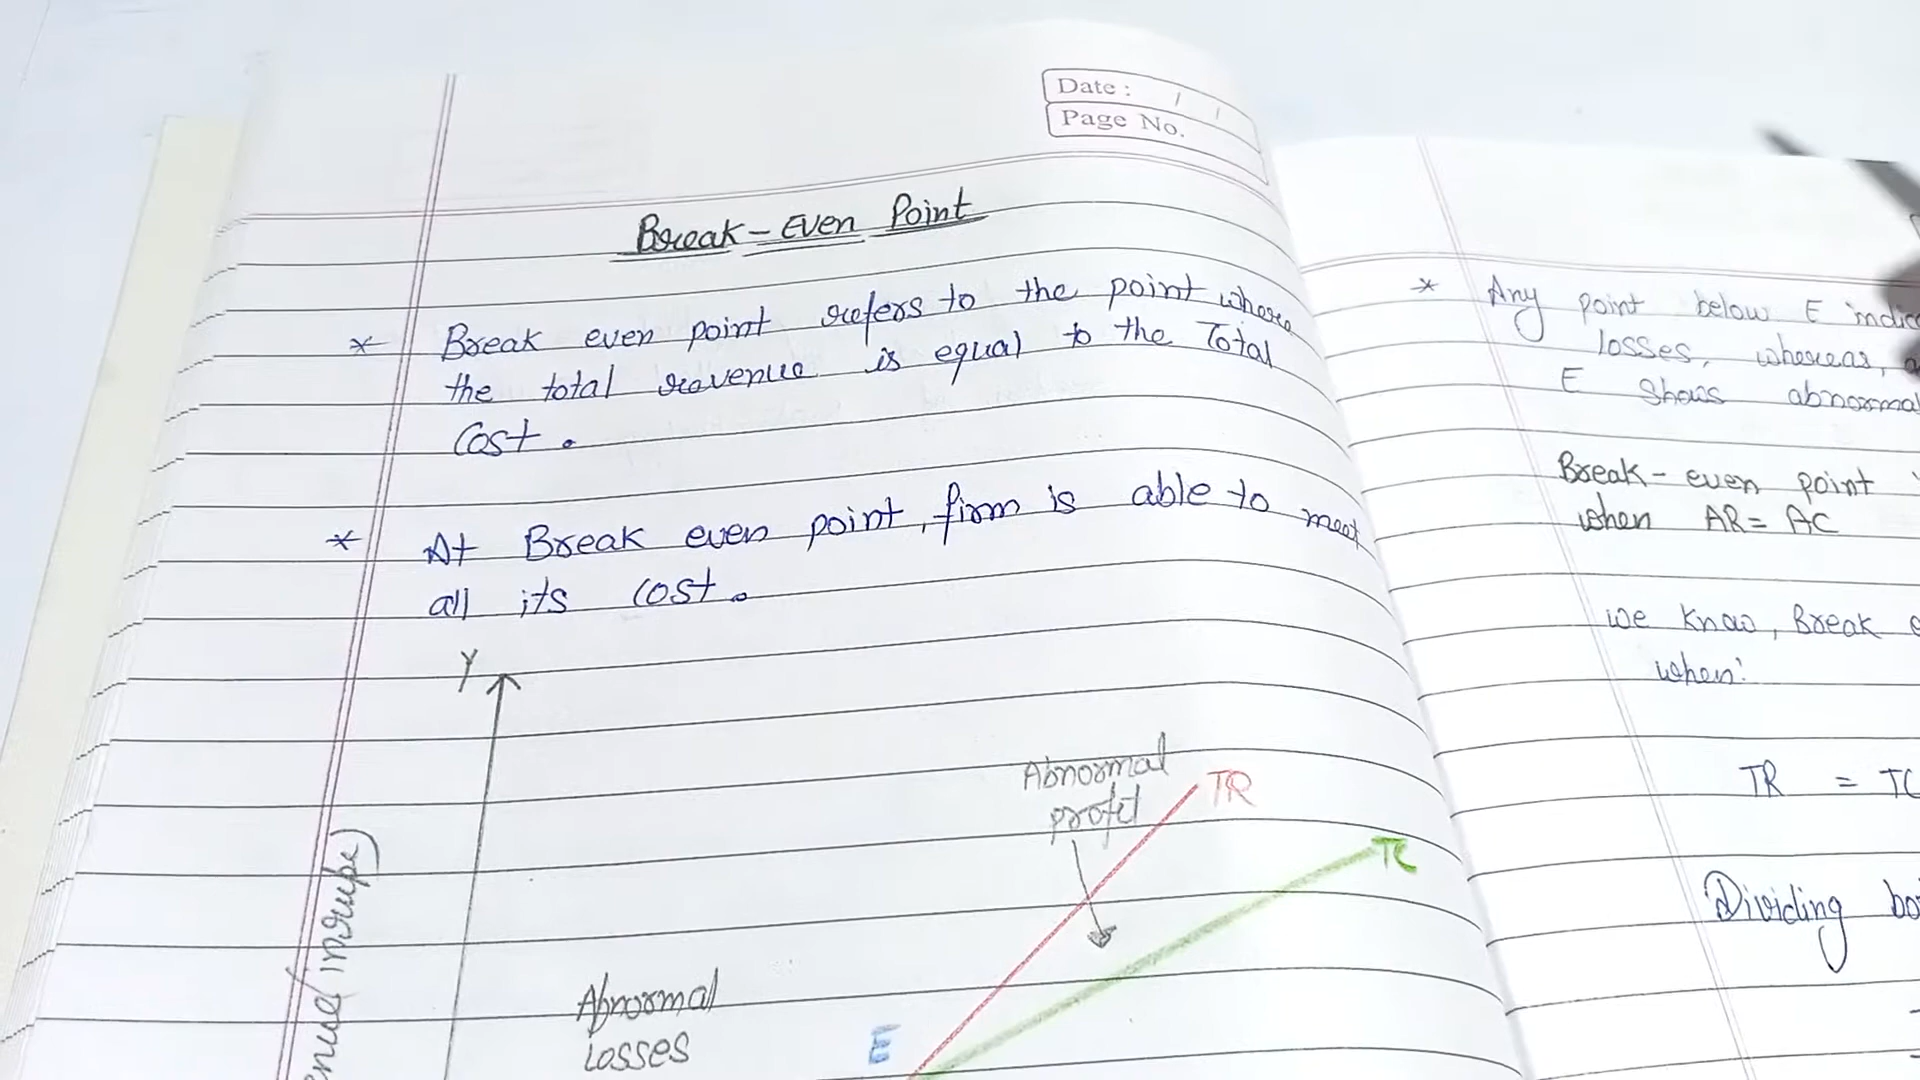 Date :
Page No.
Break-Even Point
* Break even point refers to the point where
the total revenue is equal to the Total
Cost.
* At Break even point, firm is able to meet
all its cost.
Y
Abnormal
profit
TR
TC
(in rupe)
Abnormal
losses
E
* Any point below E
losses, whereas,
E shows
Break-even point
when AR= AC
we know, Break
when:
TR =
Dividing